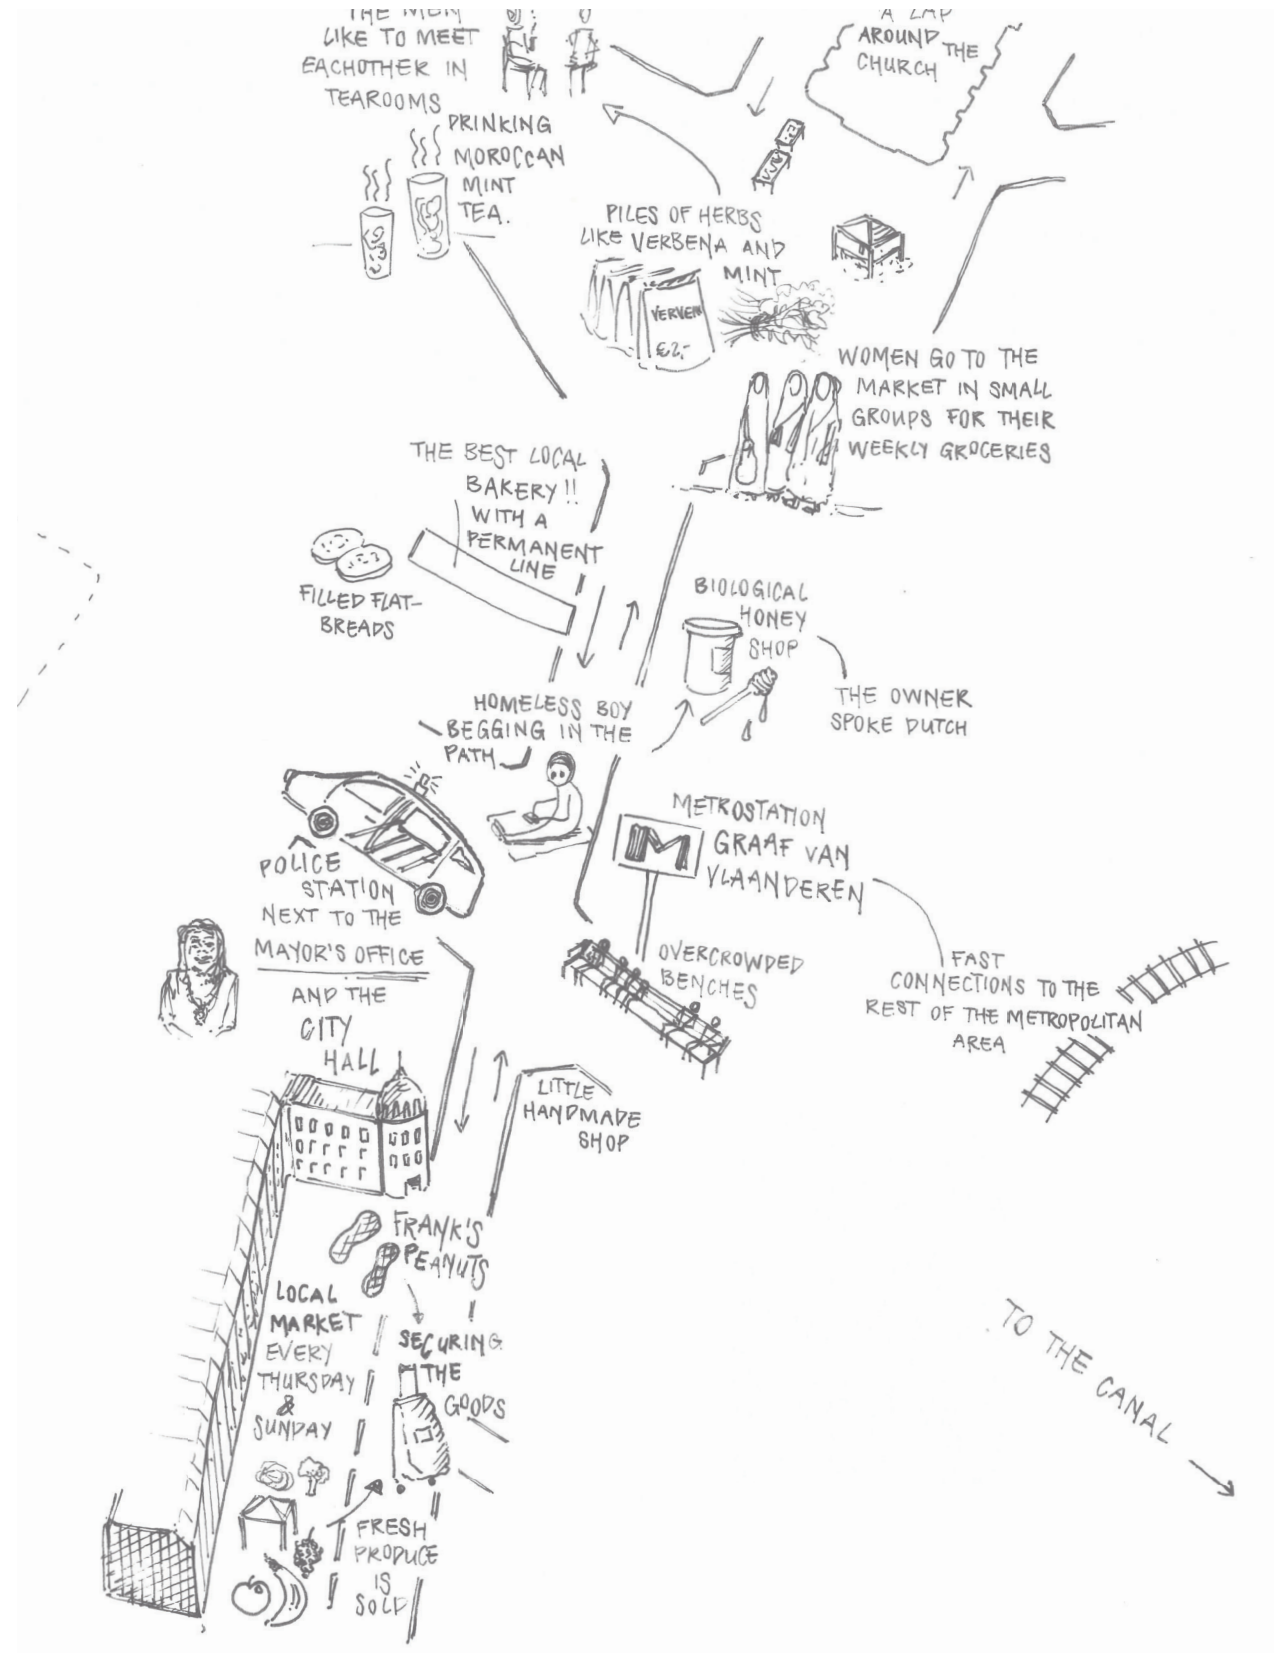 THE MEN
LIKE TO MEET
EACHOTHER IN
TEAROOMS
DRINKING
MOROCCAN
MINT
TEA.
A LAP
AROUND THE
CHURCH
PILES OF HERBS
LIKE VERBENA AND
MINT
VERVEIN
€2,-
WOMEN GO TO THE
MARKET IN SMALL
GROUPS FOR THEIR
WEEKLY GROCERIES
THE BEST LOCAL
BAKERY!!
WITH A
PERMANENT
LINE
FILLED FLAT-
BREADS
BIOLOGICAL
HONEY
SHOP
THE OWNER
SPOKE DUTCH
HOMELESS BOY
BEGGING IN THE
PATH
METROSTATION
GRAAF VAN
VLAANDEREN
M
POLICE
STATION
NEXT TO THE
MAYOR'S OFFICE
AND THE
CITY
HALL
OVERCROWDED
BENCHES
FAST
CONNECTIONS TO THE
REST OF THE METROPOLITAN
AREA
LITTLE
HANDMADE
SHOP
FRANK'S
PEANUTS
LOCAL
MARKET
EVERY
THURSDAY
&
SUNDAY
SECURING
THE
GOODS
FRESH
PRODUCE
IS
SOLD
TO THE CANAL